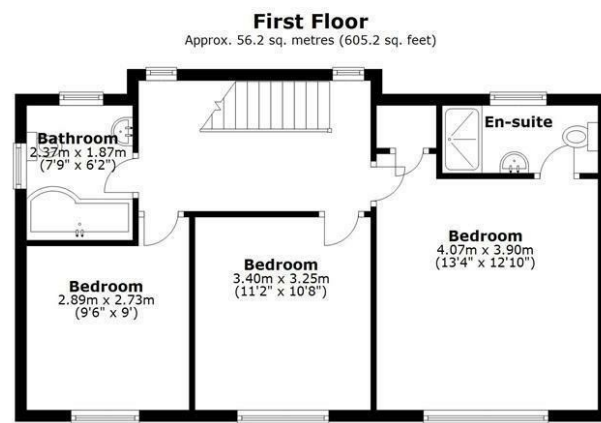 First Floor
Approx. 56.2 sq. metres (605.2 sq. feet)
Bathroom
2.37m x 1.87m
(7'9" x 6'2")
En-suite
Bedroom
2.89m x 2.73m
(9'6" x 9')
Bedroom
3.40m x 3.25m
(11'2" x 10'8")
Bedroom
4.07m x 3.90m
(13'4" x 12'10")